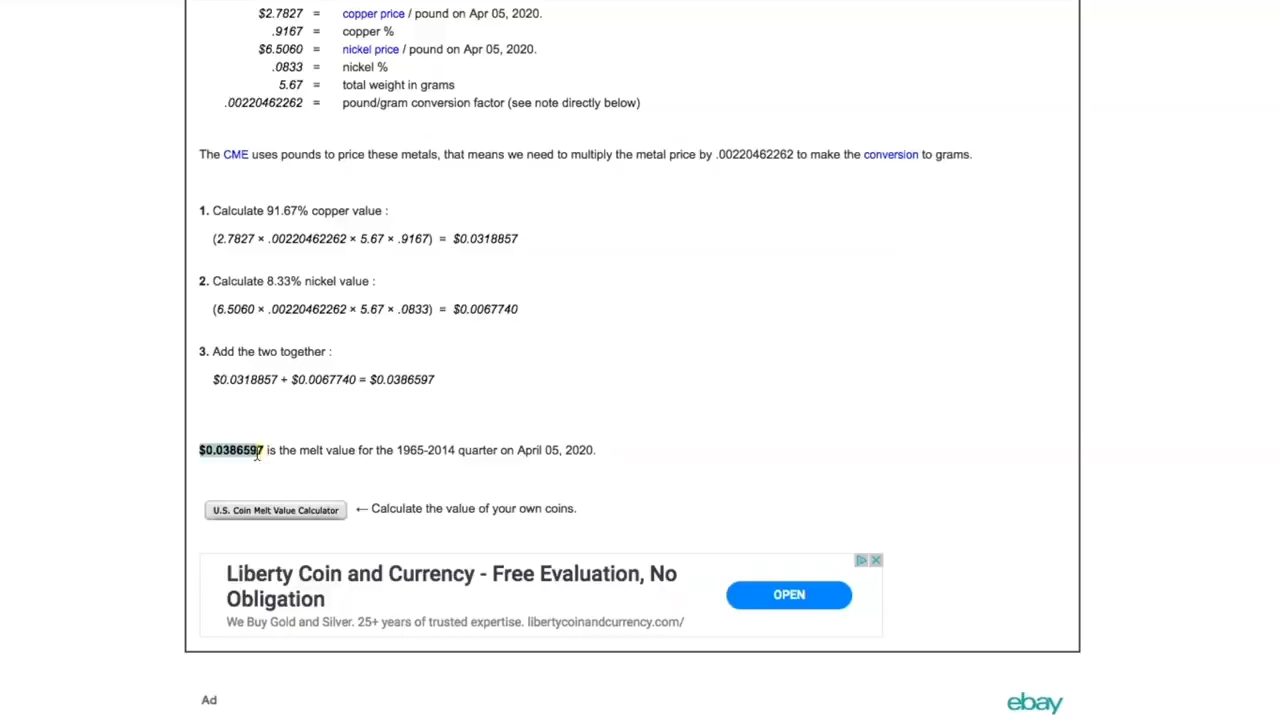 $2.7827 = copper price / pound on Apr 05, 2020.
.9167 = copper %
$6.5060 = nickel price / pound on Apr 05, 2020.
.0833 = nickel %
5.67 = total weight in grams
.00220462262 = pound/gram conversion factor (see note directly below)
The CME uses pounds to price these metals, that means we need to multiply the metal price by .00220462262 to make the conversion to grams.
1. Calculate 91.67% copper value :
(2.7827 × .00220462262 × 5.67 × .9167) = $0.0318857
2. Calculate 8.33% nickel value :
(6.5060 × .00220462262 × 5.67 × .0833) = $0.0067740
3. Add the two together :
$0.0318857 + $0.0067740 = $0.0386597
$0.0386597 is the melt value for the 1965-2014 quarter on April 05, 2020.
U.S. Coin Melt Value Calculator ← Calculate the value of your own coins.
Liberty Coin and Currency - Free Evaluation, No
Obligation
OPEN
We Buy Gold and Silver. 25+ years of trusted expertise. libertycoinandcurrency.com/
Ad
ebay